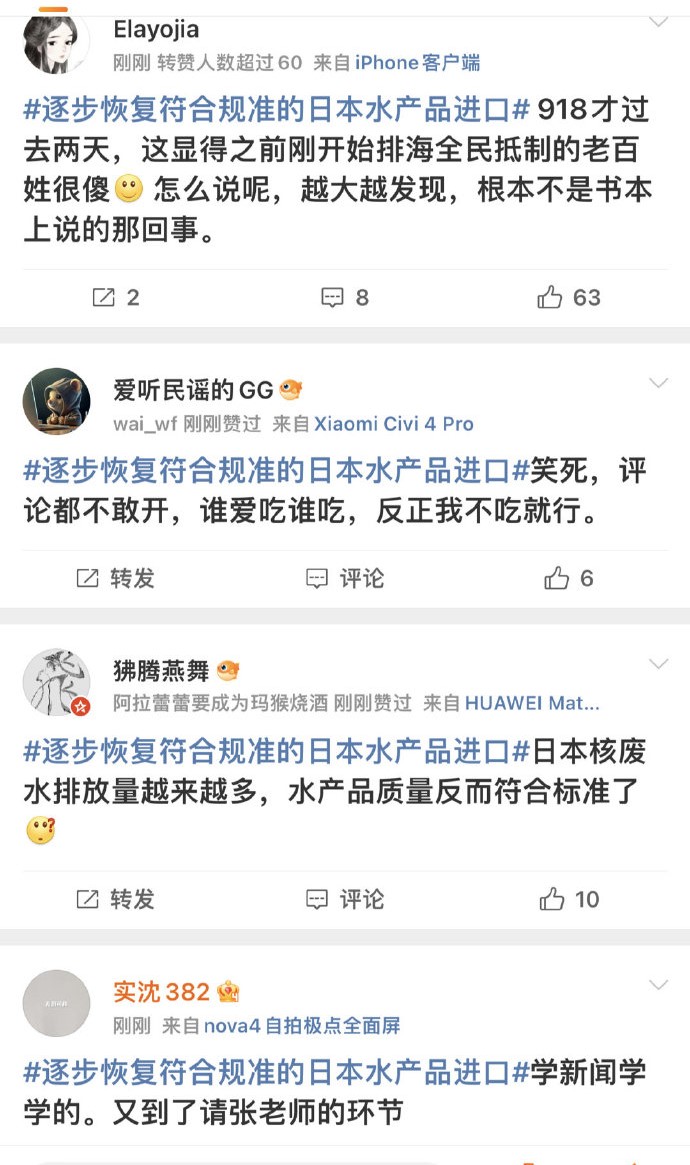 Elayojia
刚刚 转赞人数超过60 来自 iPhone客户端
#逐步恢复符合规准的日本水产品进口# 918才过
去两天，这显得之前刚开始排海全民抵制的老百
姓很傻 怎么说呢，越大越发现，根本不是书本
上说的那回事。
2
8
63
爱听民谣的GG
wai_wf 刚刚赞过 来自 Xiaomi Civi 4 Pro
#逐步恢复符合规准的日本水产品进口#笑死，评
论都不敢开，谁爱吃谁吃，反正我不吃就行。
转发
评论
6
狒腾燕舞
阿拉蕾蕾要成为玛猴烧酒 刚刚赞过 来自 HUAWEI Mat...
#逐步恢复符合规准的日本水产品进口#日本核废
水排放量越来越多，水产品质量反而符合标准了
转发
评论
10
实沈382
刚刚 来自 nova4自拍极点全面屏
#逐步恢复符合规准的日本水产品进口#学新闻学
学的。又到了请张老师的环节